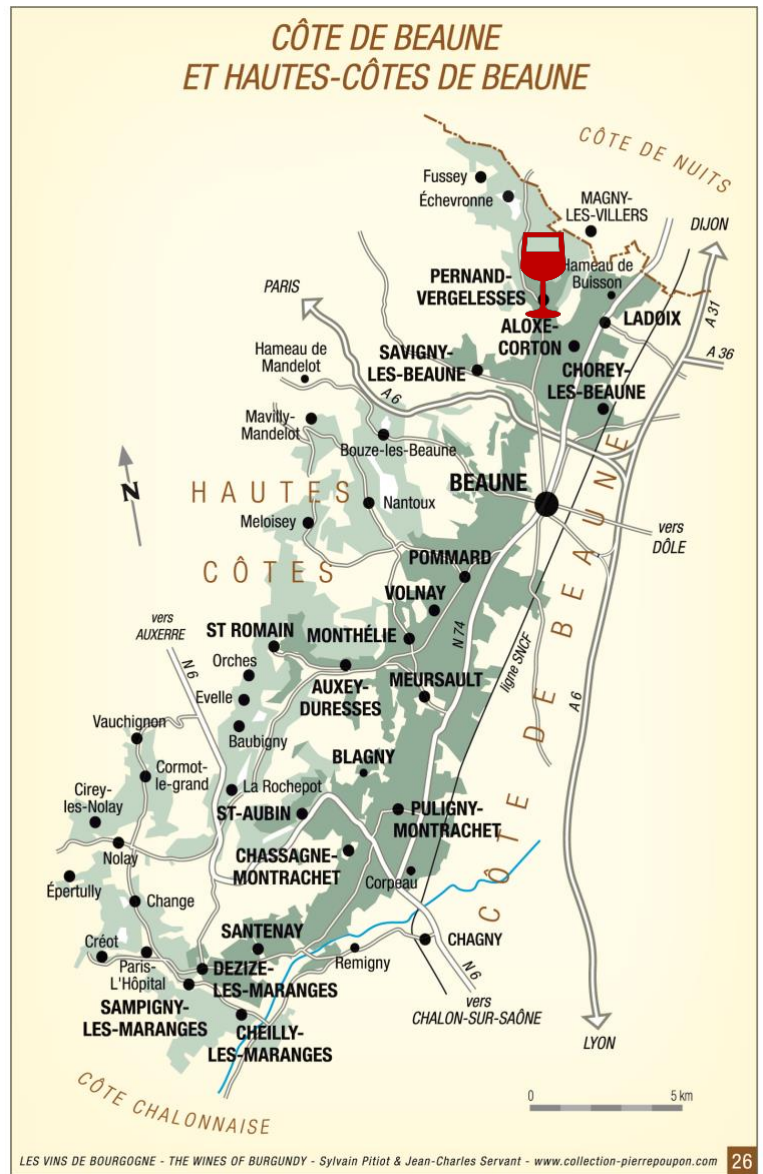 CÔTE DE BEAUNE
ET HAUTES-CÔTES DE BEAUNE
CÔTE DE NUITS
Fussey
Échevronne
MAGNY-
LES-VILLERS
DIJON
Hameau de
Buisson
PERNAND-
VERGELESSES
PARIS
A 31
LADOIX
ALOXE-
CORTON
SAVIGNY-
LES-BEAUNE
A 36
Hameau de
Mandelot
CHOREY-
LES-BEAUNE
A 6
Mavilly-
Mandelot
Bouze-les-Beaune
N
HAUTES
BEAUNE
Nantoux
Meloisey
vers
DÔLE
CÔTES
POMMARD
VOLNAY
vers
AUXERRE
ST ROMAIN
MONTHÉLIE
N 74
ligne SNCF
N 6
Orches
AUXEY-
DURESSES
MEURSAULT
Evelle
A 6
CÔTE DE BEAUNE
Vauchignon
Baubigny
BLAGNY
Cormot-
le-grand
La Rochepot
Cirey-
les-Nolay
ST-AUBIN
PULIGNY-
MONTRACHET
Nolay
CHASSAGNE-
MONTRACHET
Corpeau
Épertully
Change
SANTENAY
CHAGNY
Créot
Paris-
L'Hôpital
Remigny
N 6
DEZIZE-
LES-MARANGES
SAMPIGNY-
LES-MARANGES
vers
CHALON-SUR-SAÔNE
CHEILLY-
LES-MARANGES
LYON
CÔTE CHALONNAISE
0 5 km
LES VINS DE BOURGOGNE - THE WINES OF BURGUNDY - Sylvain Pitiot & Jean-Charles Servant - www.collection-pierrepoupon.com 26